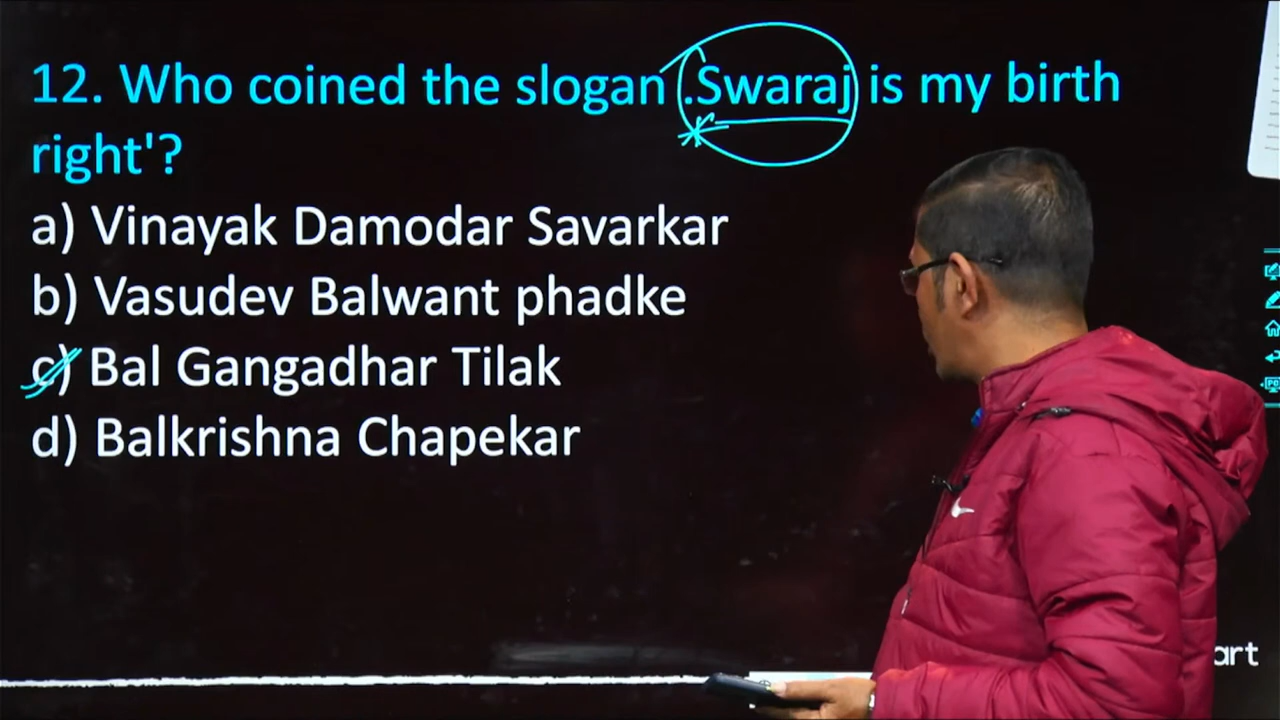 12. Who coined the slogan .Swaraj is my birth
right'?
a) Vinayak Damodar Savarkar
b) Vasudev Balwant phadke
c) Bal Gangadhar Tilak
d) Balkrishna Chapekar
art